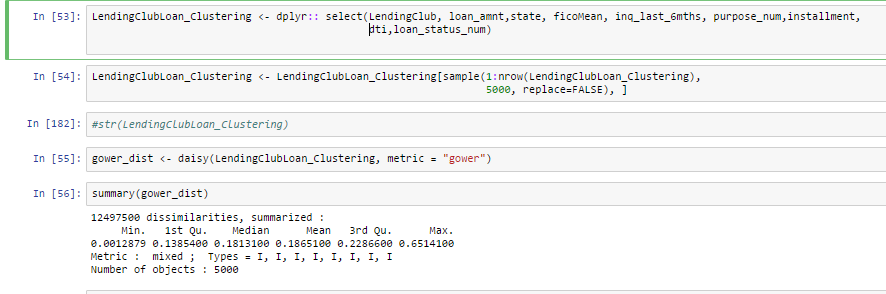 In [53]: LendingClubLoan_Clustering <- dplyr:: select(LendingClub, loan_amnt,state, ficoMean, inq_last_6mths, purpose_num,installment,
dti,loan_status_num)
In [54]: LendingClubLoan_Clustering <- LendingClubLoan_Clustering[sample(1:nrow(LendingClubLoan_Clustering),
5000, replace=FALSE), ]
In [182]: #str(LendingClubLoan_Clustering)
In [55]: gower_dist <- daisy(LendingClubLoan_Clustering, metric = "gower")
In [56]: summary(gower_dist)
12497500 dissimilarities, summarized :
Min. 1st Qu. Median Mean 3rd Qu. Max.
0.0012879 0.1385400 0.1813100 0.1865100 0.2286600 0.6514100
Metric : mixed ; Types = I, I, I, I, I, I, I, I
Number of objects : 5000